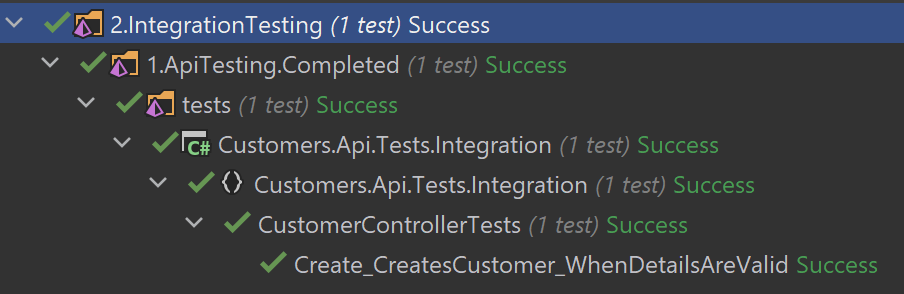 2.IntegrationTesting (1 test) Success
1.ApiTesting.Completed (1 test) Success
tests (1 test) Success
C# Customers.Api.Tests.Integration (1 test) Success
{} Customers.Api.Tests.Integration (1 test) Success
CustomerControllerTests (1 test) Success
Create_CreatesCustomer_WhenDetailsAreValid Success